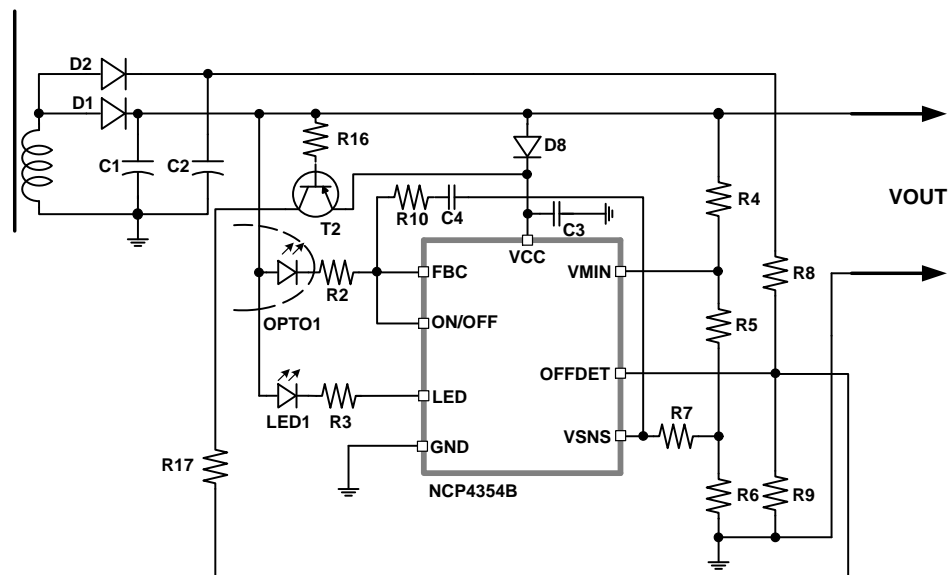 D2
D1
R16
D8
C1
C2
R4
VOUT
R10
C4
T2
C3
VCC
FBC
VMIN
R8
R2
OPTO1
ON/OFF
R5
OFFDET
LED
LED1
R3
R7
VSNS
GND
R17
NCP4354B
R6
R9